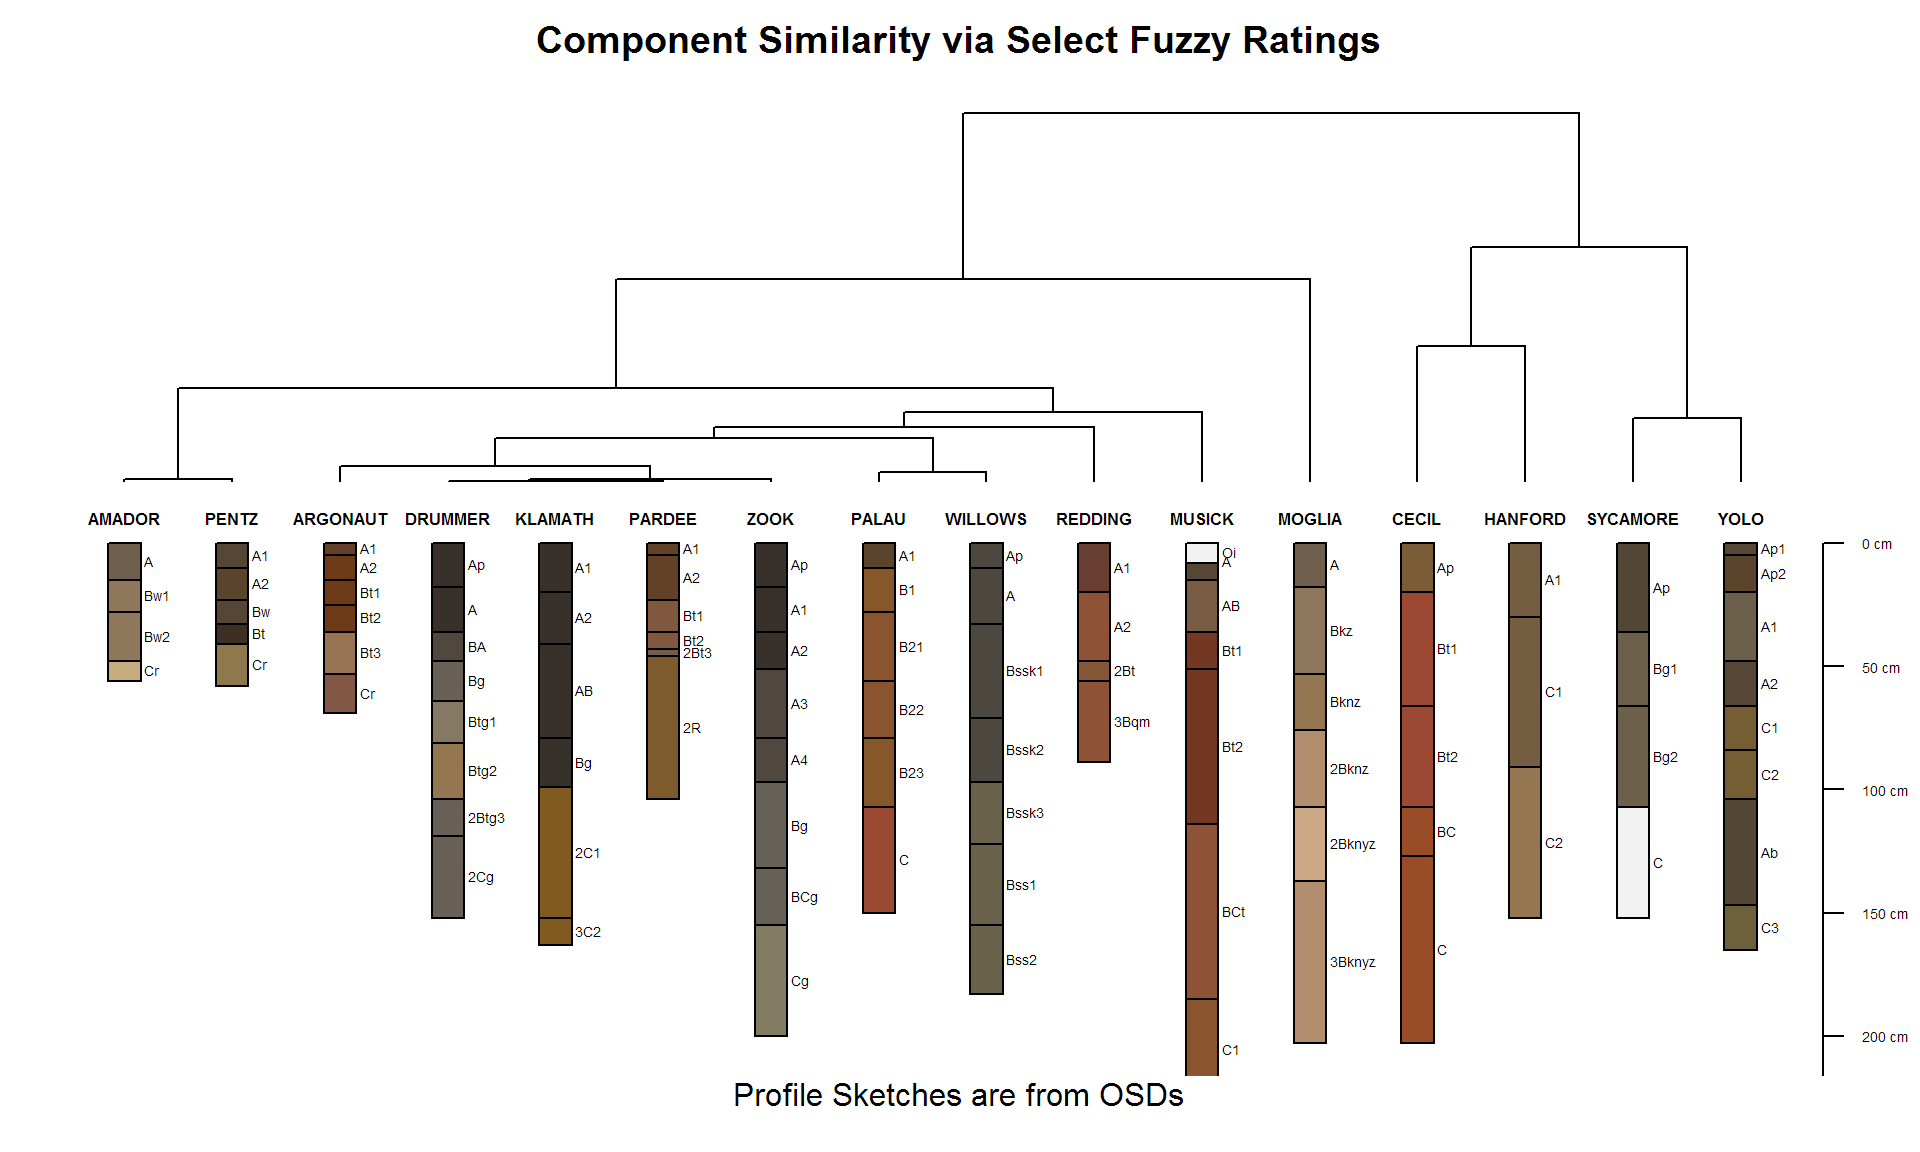 Component Similarity via Select Fuzzy Ratings
AMADOR PENTZ ARGONAUT DRUMMER KLAMATH PARDEE ZOOK PALAU WILLOWS REDDING MUSICK MOGLIA CECIL HANFORD SYCAMORE YOLO
A
Bw1
Bw2
Cr
A1
A2
Bw
Bt
Cr
A1
A2
Bt1
Bt2
Bt3
Cr
Ap
A
BA
Bg
Btg1
Btg2
2Btg3
2Cg
A1
A2
AB
Bg
2C1
3C2
A1
A2
Bt1
Bt2
2Bt3
2R
Ap
A1
A2
A3
A4
Bg
BCg
Cg
A1
B1
B21
B22
B23
C
Ap
A
Bssk1
Bssk2
Bssk3
Bss1
Bss2
A1
A2
2Bt
3Bqm
Oi
A
AB
Bt1
Bt2
BCt
C1
A
Bkz
Bknz
2Bknz
2Bknyz
3Bknyz
Ap
Bt1
Bt2
BC
C
A1
C1
C2
Ap
Bg1
Bg2
C
Ap1
Ap2
A1
A2
C1
C2
Ab
C3
0 cm
50 cm
100 cm
150 cm
200 cm
Profile Sketches are from OSDs